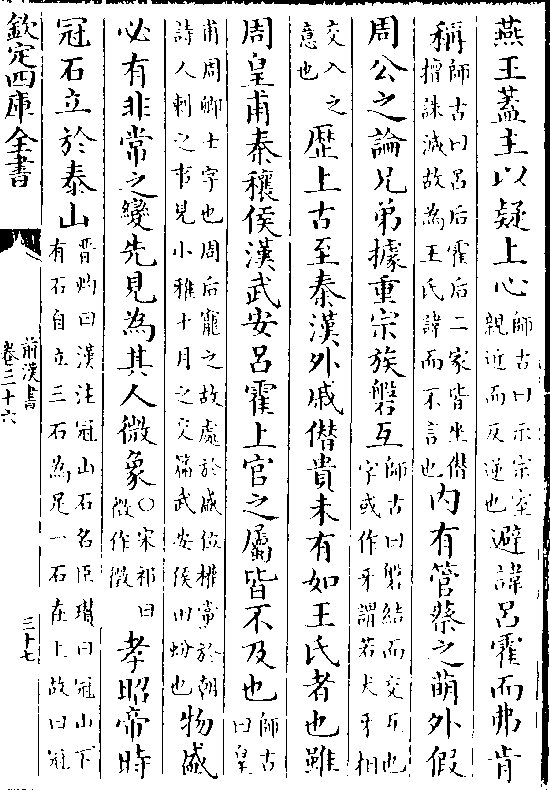 燕王蓋主以疑上心師古曰示宗室親近而反逆也避諱呂霍而弗肯
稱師古曰呂后霍后二家皆坐僭擅誅滅故為王氏諱而不言也內有管蔡之萌外假
周公之論兄弟據重宗族磐互師古曰磐結而交互也字或作牙謂若犬牙相
交入之意也歴上古至秦漢外戚僭貴未有如王氏者也雖
周皇甫秦穰侯漢武安呂霍上官之屬皆不及也師古曰皇
甫周卿士字也周后寵之故處於盛位權黨於朝詩人刺之事見小雅十月之交篇武安侯田蚡也物盛
必有非常之變先見為其人微象○宋祁曰微作徴孝昭帝時
冠石立於泰山晉灼曰漢注冠山石名臣瓚曰冠山下有石自立三石為足一石在上故曰冠
欽定四庫全書
前漢書
卷三十六
三十七